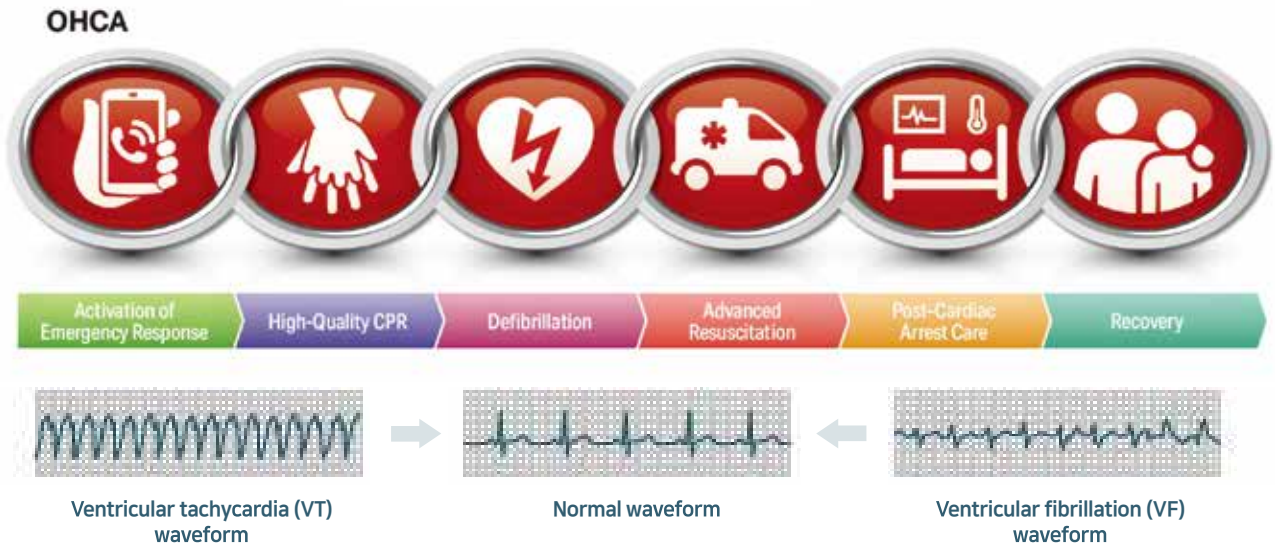 OHCA
Activation of
Emergency Response
High-Quality CPR
Defibrillation
Advanced
Resuscitation
Post-Cardiac
Arrest Care
Recovery
Ventricular tachycardia (VT)
waveform
Normal waveform
Ventricular fibrillation (VF)
waveform